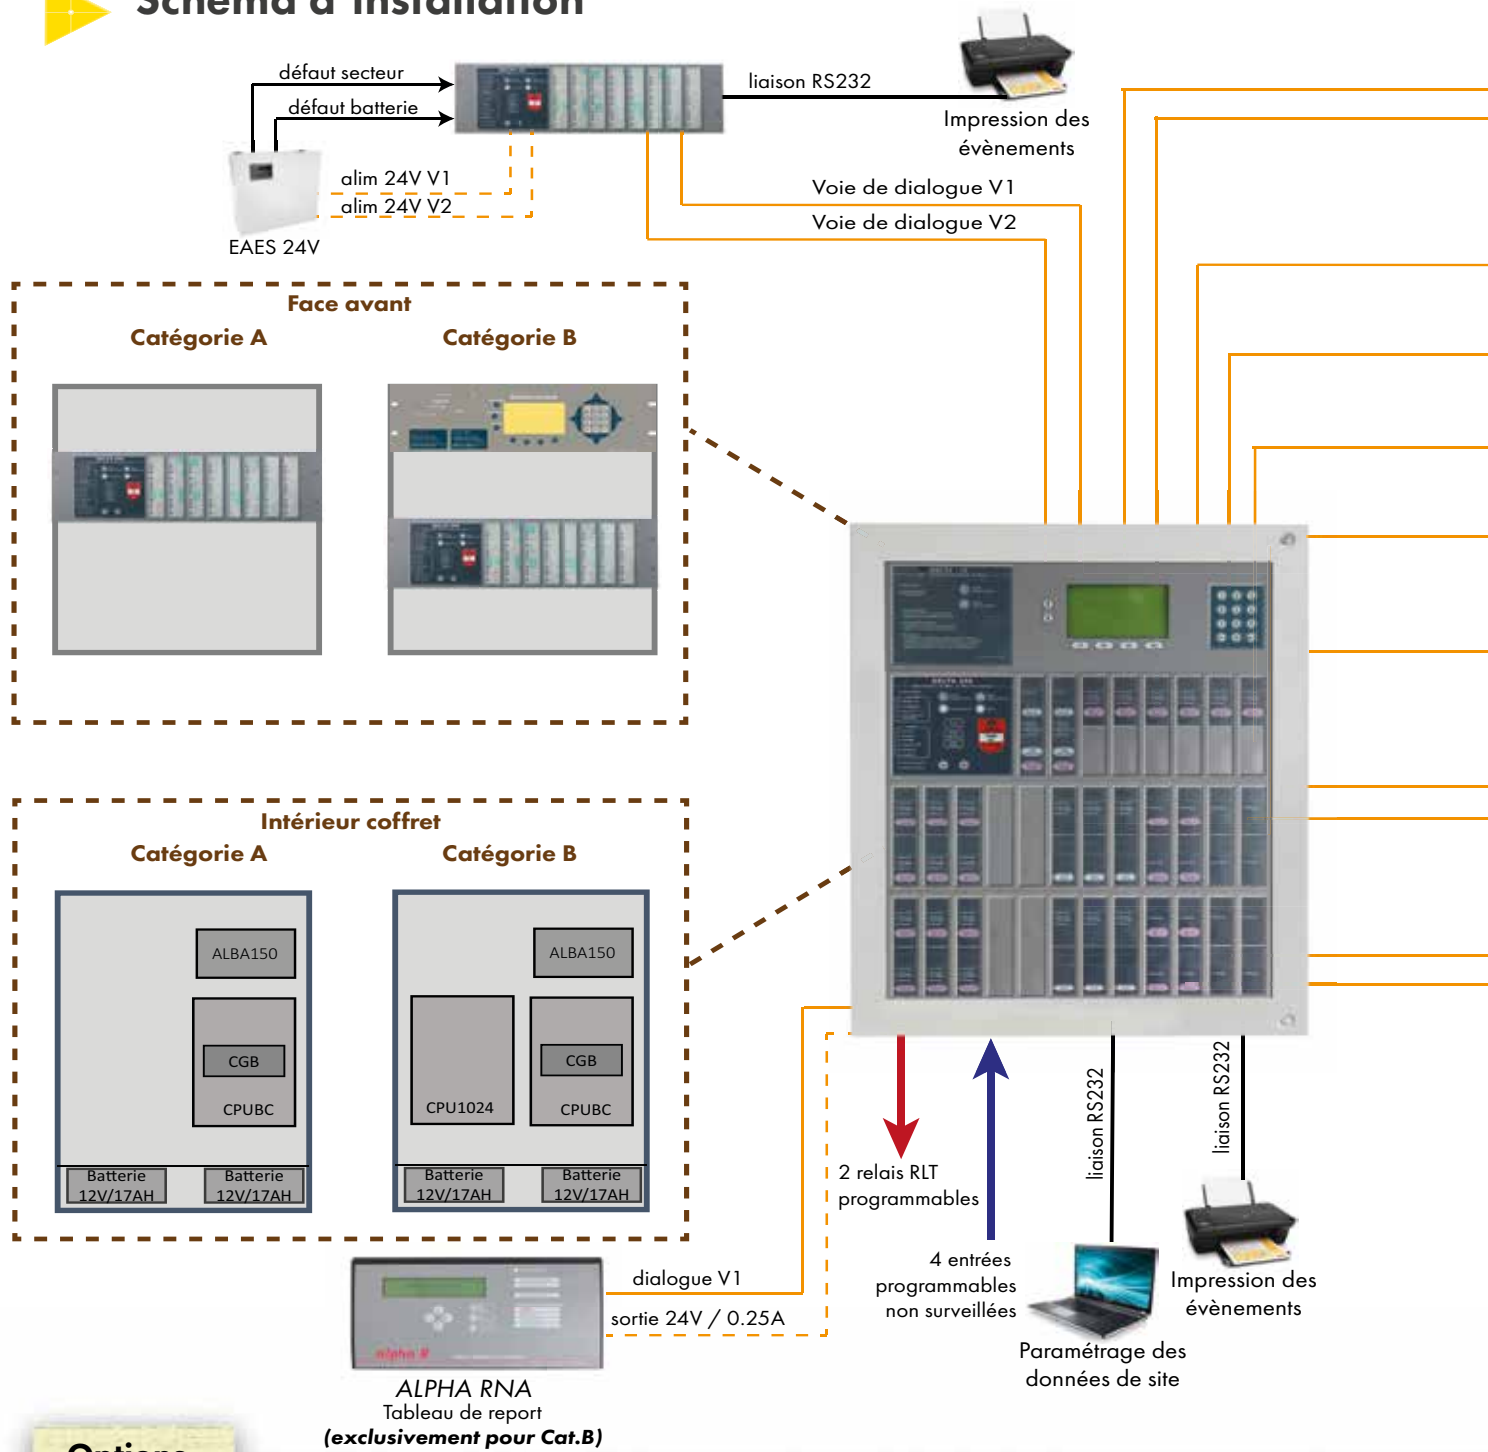 Schéma d'installation
défaut secteur
défaut batterie
liaison RS232
Impression des
évènements
alim 24V V1
alim 24V V2
EAES 24V
Voie de dialogue V1
Voie de dialogue V2
Face avant
Catégorie A
Catégorie B
Intérieur coffret
Catégorie A
Catégorie B
ALBA150
CGB
CPUBC
Batterie
12V/17AH
Batterie
12V/17AH
ALBA150
CPU1024
CGB
CPUBC
Batterie
12V/17AH
Batterie
12V/17AH
2 relais RLT
programmables
4 entrées
programmables
non surveillées
liaison RS232
liaison RS232
Impression des
évènements
Paramétrage des
données de site
dialogue V1
sortie 24V / 0.25A
alpha R
ALPHA RNA
Tableau de report
(exclusivement pour Cat.B)
Options